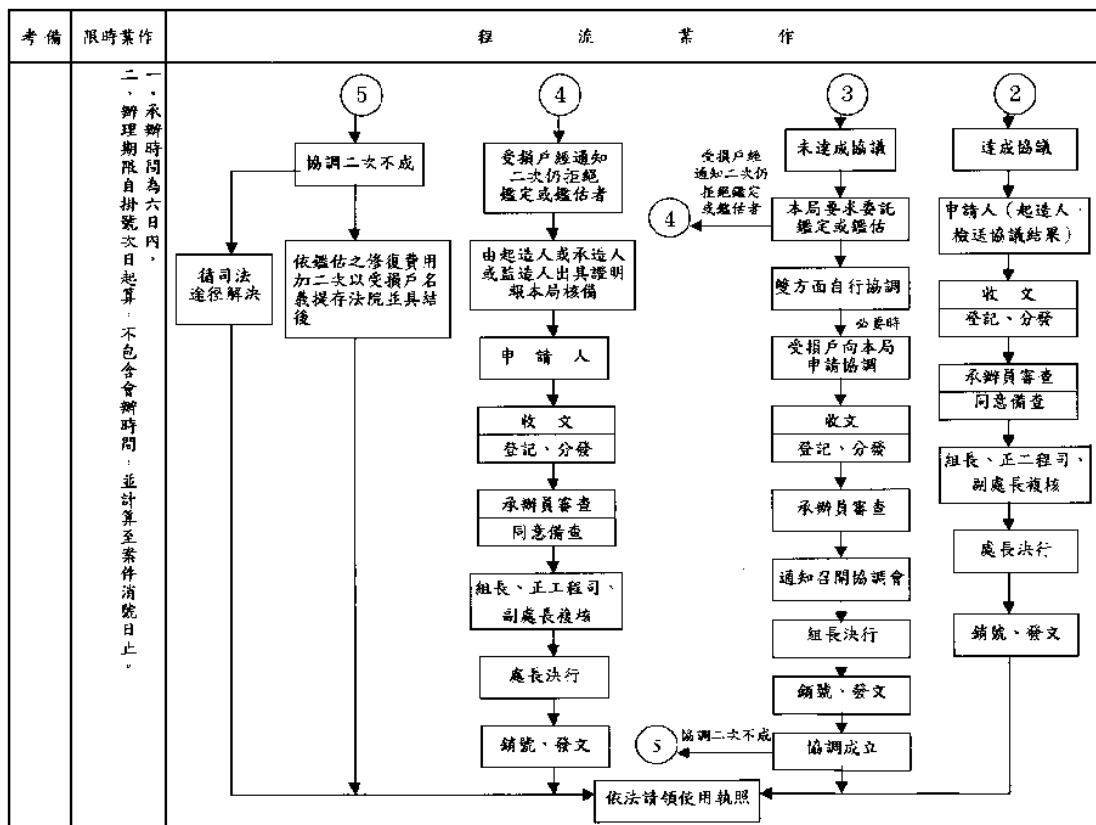 作業流程
作業時限
備考
②
達成協議
申請人（起造人，
檢送協議結果）
收文
登記、分發
承辦員審查
同意備查
組長、正二程司、
副處長複核
處長決行
銷號、發文
③
未達成協議
受損戶經
通知二次仍
拒絕鑑定
或鑑估者
④
本局要求委託
鑑定或鑑估
雙方面自行協調
必要時
受損戶向本局
申請協調
收文
登記、分發
承辦員審查
通知召開協調會
組長決行
銷號、發文
協調二次不成
⑤
協調成立
④
受損戶經通知
二次仍拒絕
鑑定或鑑估者
由起造人或承造人
或監造人出具證明
報本局核備
申請人
收文
登記、分發
承辦員審查
同意備查
組長、正工程司、
副處長複核
處長決行
銷號、發文
⑤
協調二次不成
循司法
途徑解決
依鑑估之修復費用
加二次以受損戶名
義提存法院並具結
後
依法請領使用執照
一、承辦時間為六日內，
二、辦理期限自掛號次日起算，不包含會辦時間，並計算至案件消號日止。